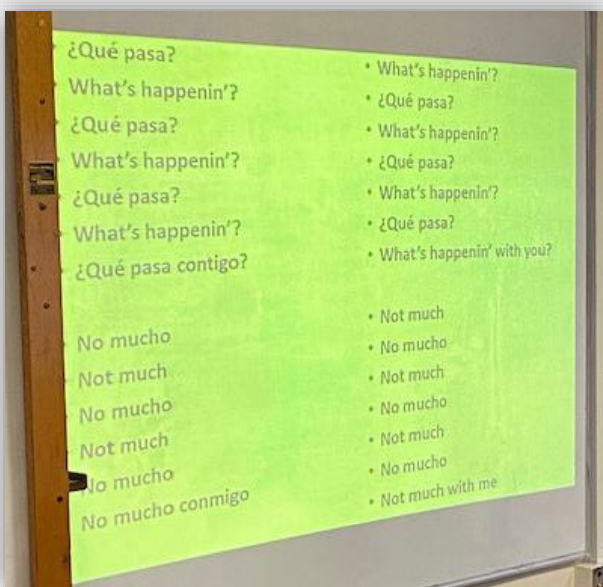 ¿Qué pasa?
What's happenin'?
¿Qué pasa?
What's happenin'?
¿Qué pasa?
What's happenin'?
¿Qué pasa contigo?
No mucho
Not much
No mucho
Not much
No mucho
No mucho conmigo
• What's happenin'?
• ¿Qué pasa?
• What's happenin'?
• ¿Qué pasa?
• What's happenin'?
• ¿Qué pasa?
• What's happenin' with you?
• Not much
• No mucho
• Not much
• No mucho
• Not much
• No mucho
• Not much with me